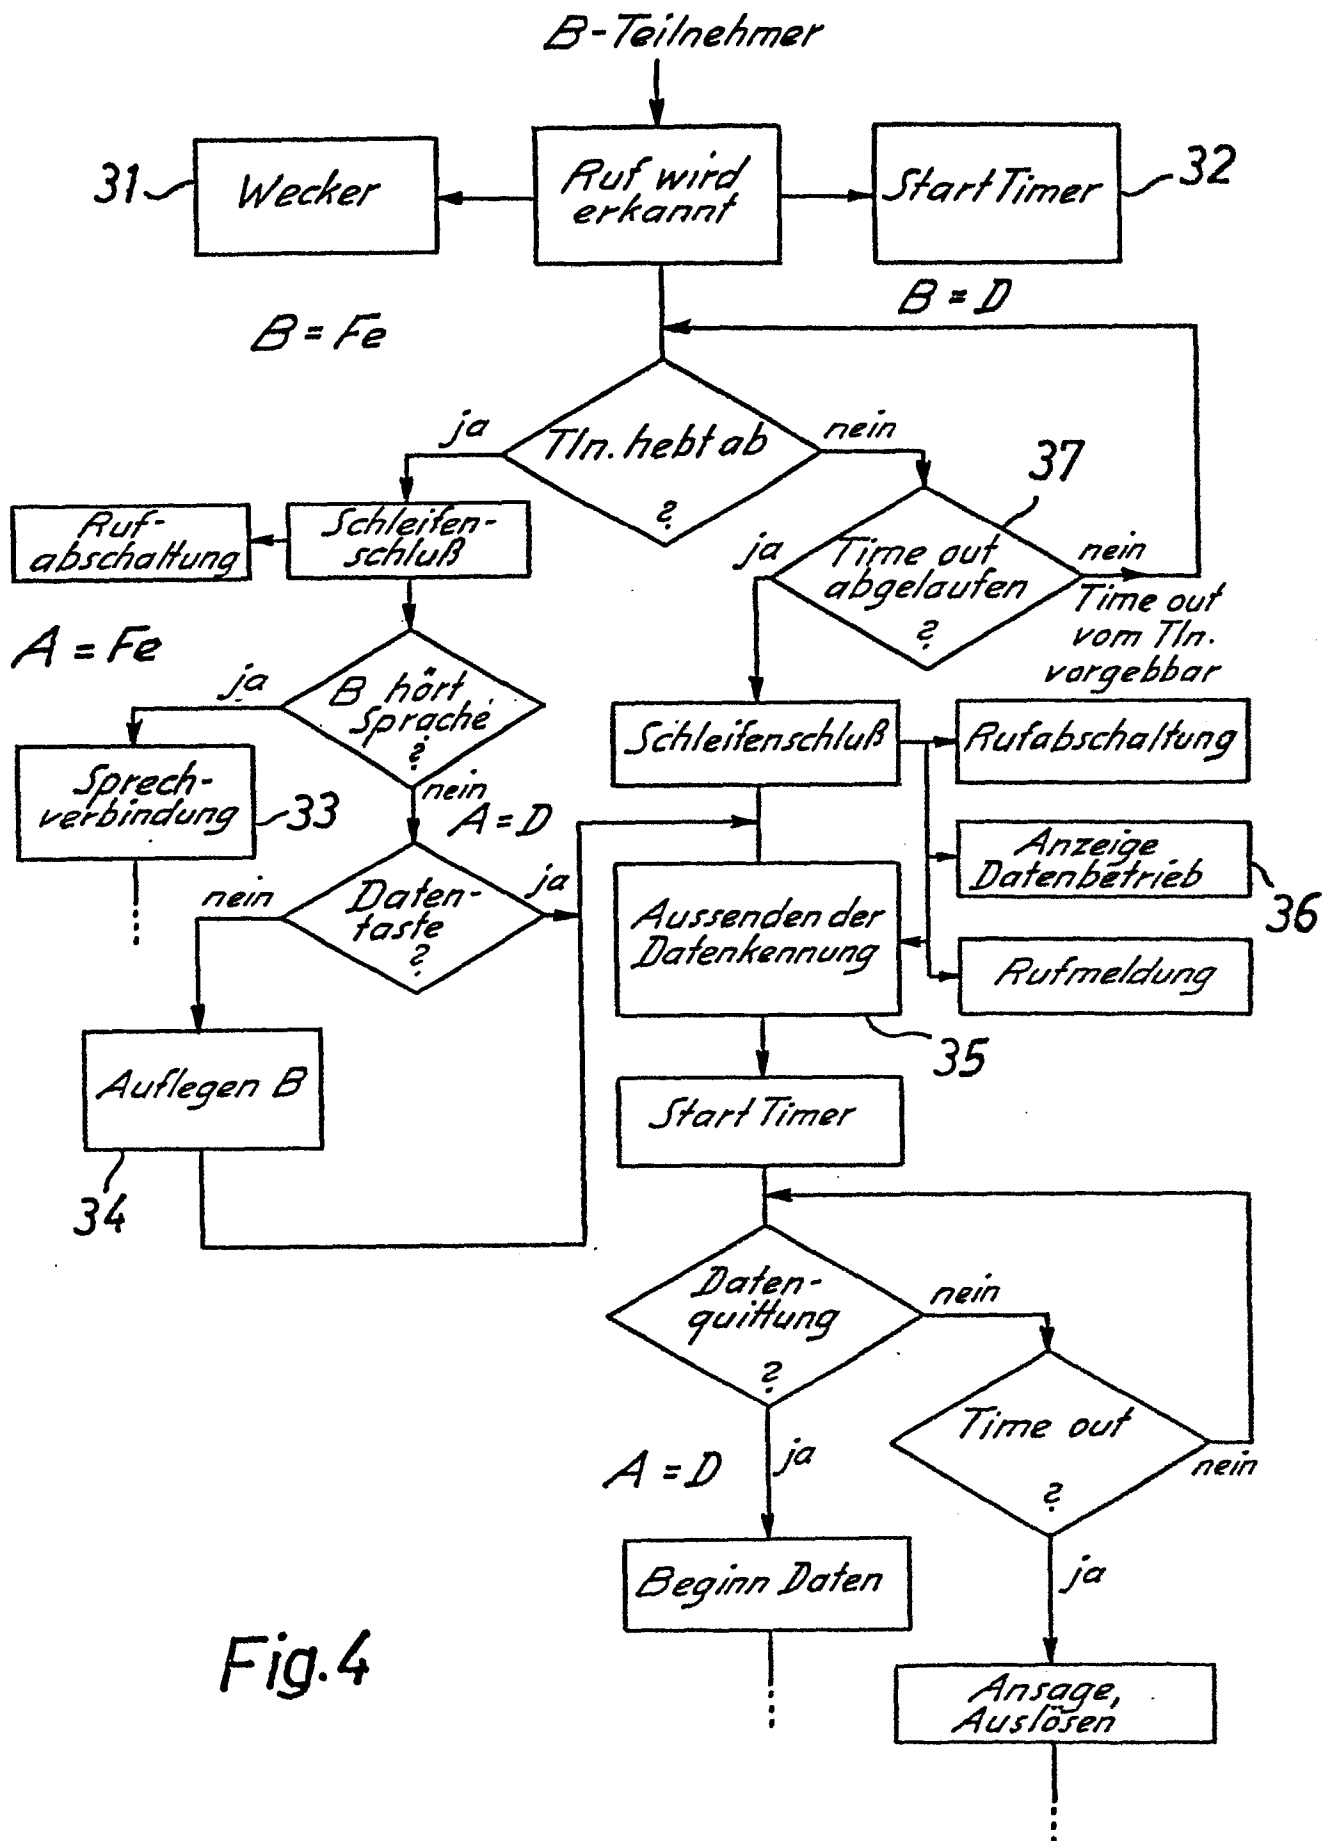 B-Teilnehmer
31
Wecker
Ruf wird
erkannt
Start Timer
32
B = Fe
B = D
ja
Tln. hebt ab
?
nein
37
Ruf-
abschaltung
Schleifen-
schluß
ja
Time out
abgelaufen
?
nein
Time out
vom Tln.
vorgebbar
A = Fe
ja
B hört
Sprache
?
nein
A = D
Sprech-
verbindung
33
Schleifenschluß
Rufabschaltung
Anzeige
Datenbetrieb
36
nein
Daten-
taste
?
ja
Aussenden der
Datenkennung
35
Rufmeldung
Auflegen B
34
Start Timer
Daten-
quittung
?
nein
Time out
?
nein
A = D
ja
ja
Beginn Daten
Ansage,
Auslösen
Fig. 4